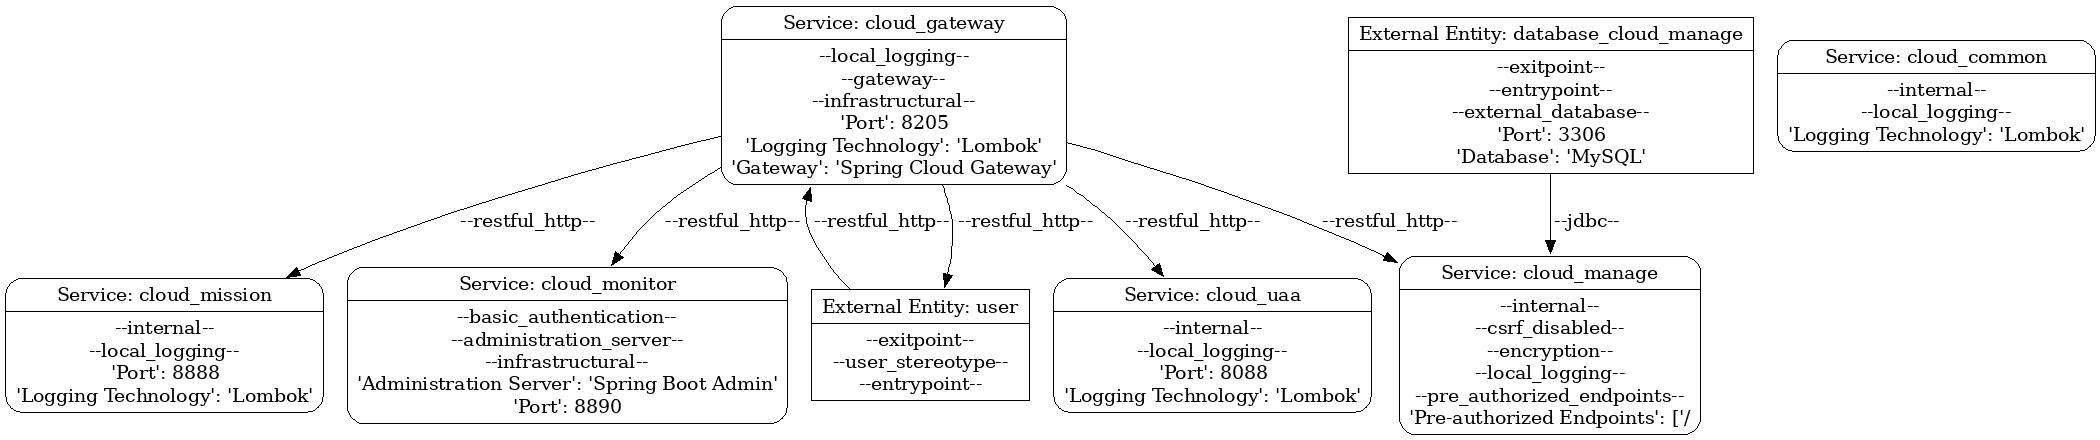 Service: cloud_gateway
--local_logging--
--gateway--
--infrastructural--
'Port': 8205
'Logging Technology': 'Lombok'
'Gateway': 'Spring Cloud Gateway'
External Entity: database_cloud_manage
--exitpoint--
--entrypoint--
--external_database--
'Port': 3306
'Database': 'MySQL'
Service: cloud_common
--internal--
--local_logging--
'Logging Technology': 'Lombok'
--restful_http--
--restful_http--
--restful_http--
--restful_http--
--restful_http--
--restful_http--
--jdbc--
Service: cloud_mission
--internal--
--local_logging--
'Port': 8888
'Logging Technology': 'Lombok'
Service: cloud_monitor
--basic_authentication--
--administration_server--
--infrastructural--
'Administration Server': 'Spring Boot Admin'
'Port': 8890
External Entity: user
--exitpoint--
--user_stereotype--
--entrypoint--
Service: cloud_uaa
--internal--
--local_logging--
'Port': 8088
'Logging Technology': 'Lombok'
Service: cloud_manage
--internal--
--csrf_disabled--
--encryption--
--local_logging--
--pre_authorized_endpoints--
'Pre-authorized Endpoints': ['/